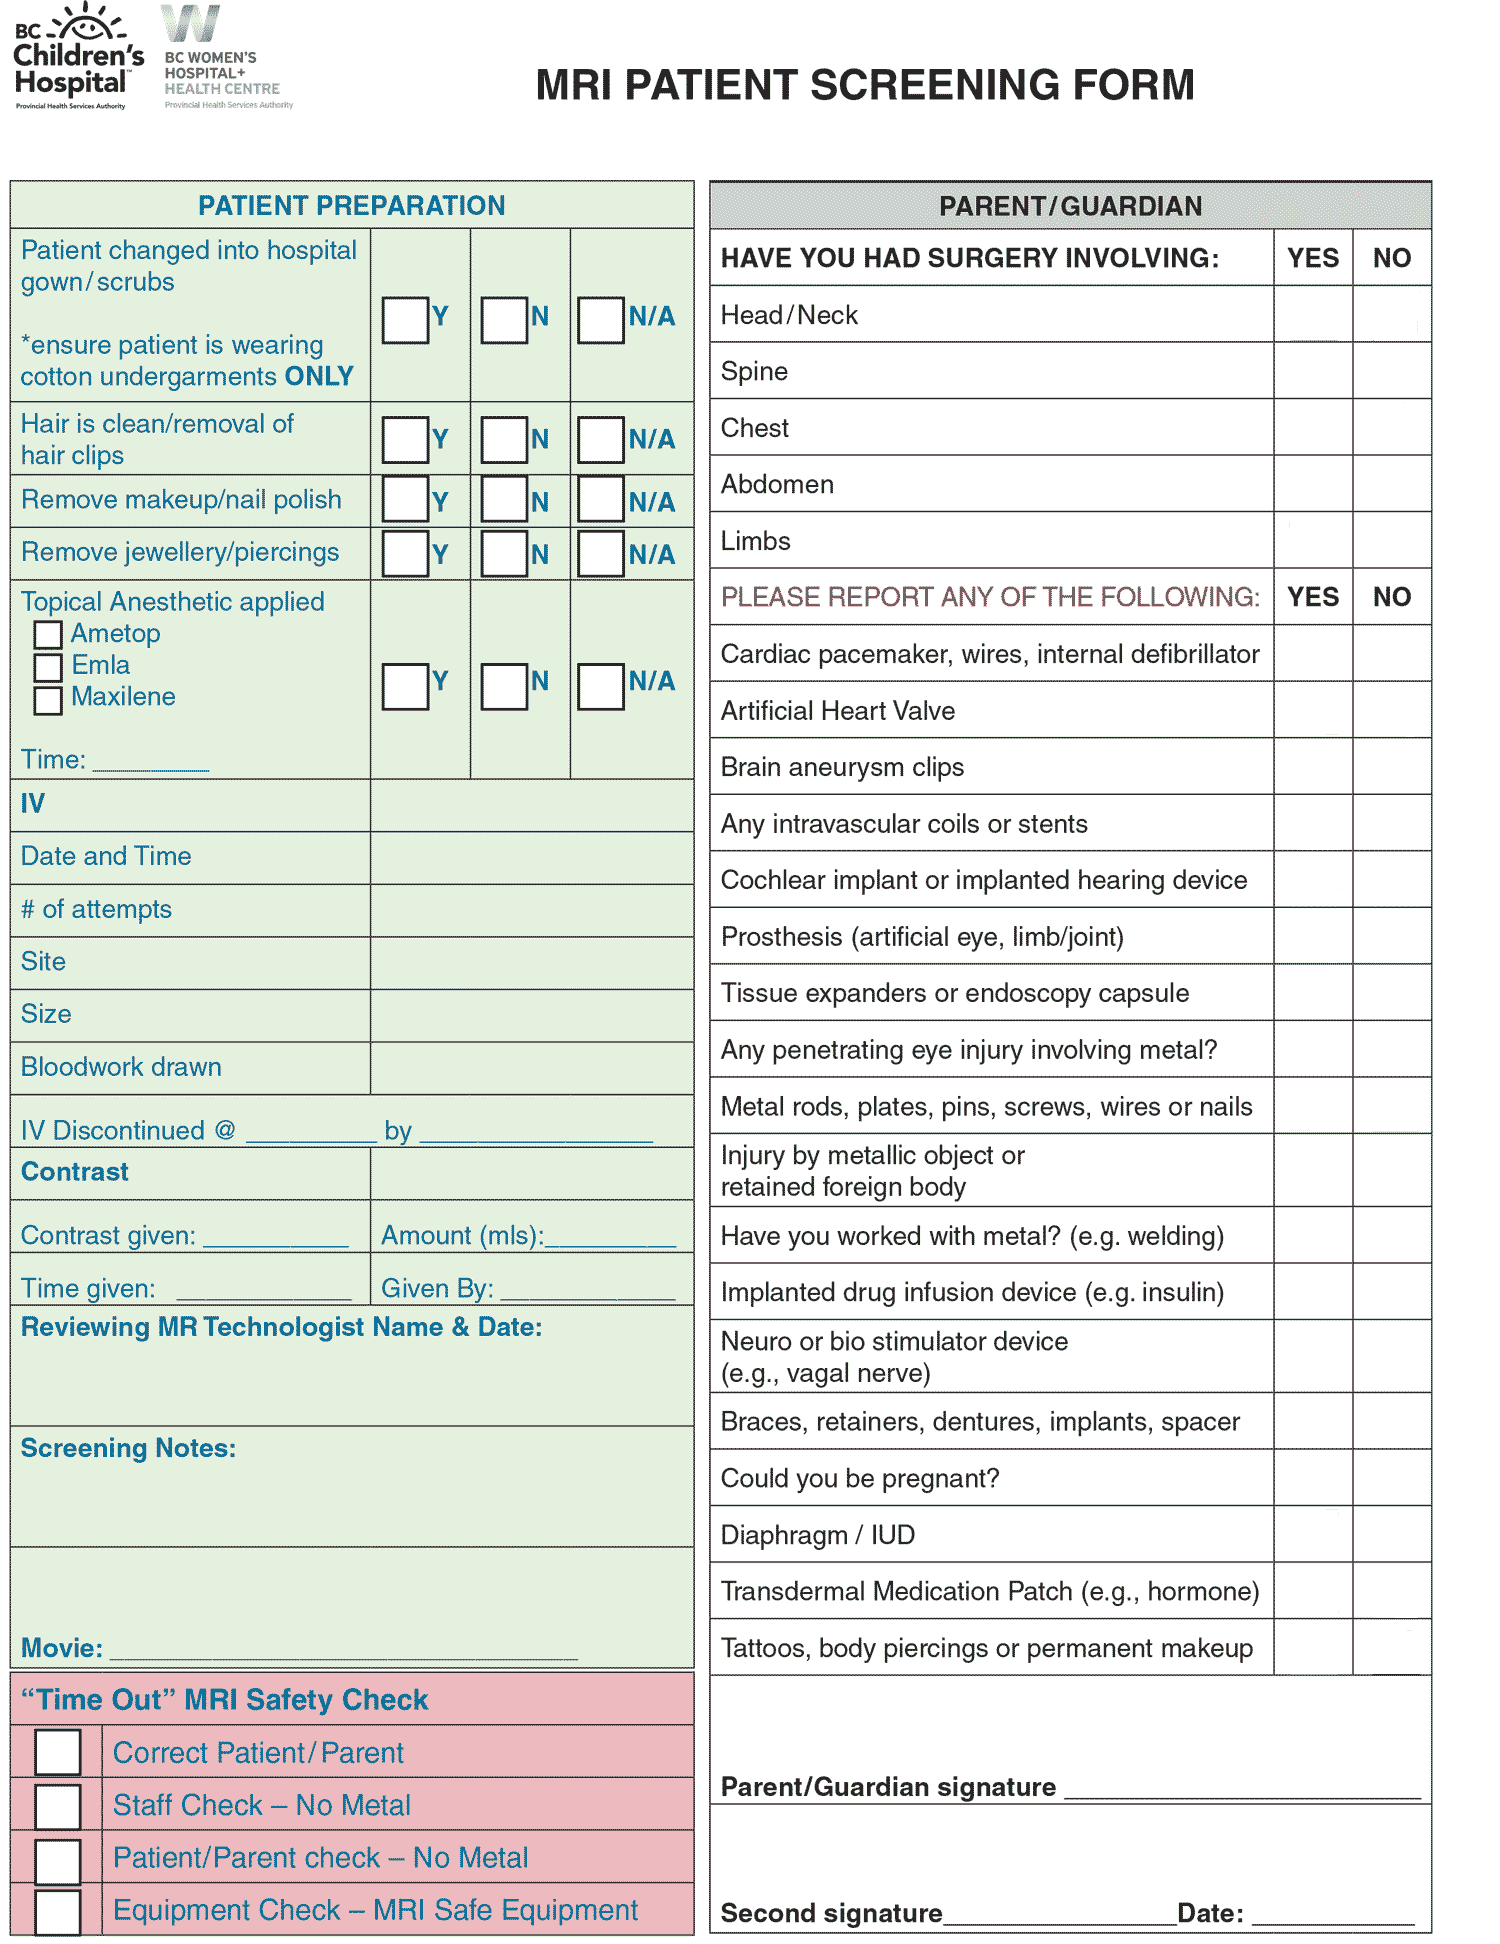 BC
Children's
Hospital
Provincial Health Services Authority
BC WOMEN'S
HOSPITAL+
HEALTH CENTRE
Provincial Health Services Authority
MRI PATIENT SCREENING FORM
PATIENT PREPARATION
Patient changed into hospital
gown/scrubs
*ensure patient is wearing
cotton undergarments ONLY
Y N N/A
Hair is clean/removal of
hair clips
Y N N/A
Remove makeup/nail polish Y N N/A
Remove jewellery/piercings Y N N/A
Topical Anesthetic applied
Ametop
Emla
Maxilene
Y N N/A
Time: ________
IV
Date and Time
# of attempts
Site
Size
Bloodwork drawn
IV Discontinued @ _________ by ________________
Contrast
Contrast given: __________ Amount (mls):_________
Time given: ____________ Given By: ____________
Reviewing MR Technologist Name & Date:
Screening Notes:
Movie: ________________________________
“Time Out” MRI Safety Check
Correct Patient/Parent
Staff Check – No Metal
Patient/Parent check – No Metal
Equipment Check – MRI Safe Equipment
PARENT/GUARDIAN
HAVE YOU HAD SURGERY INVOLVING: YES NO
Head/Neck
Spine
Chest
Abdomen
Limbs
PLEASE REPORT ANY OF THE FOLLOWING: YES NO
Cardiac pacemaker, wires, internal defibrillator
Artificial Heart Valve
Brain aneurysm clips
Any intravascular coils or stents
Cochlear implant or implanted hearing device
Prosthesis (artificial eye, limb/joint)
Tissue expanders or endoscopy capsule
Any penetrating eye injury involving metal?
Metal rods, plates, pins, screws, wires or nails
Injury by metallic object or
retained foreign body
Have you worked with metal? (e.g. welding)
Implanted drug infusion device (e.g. insulin)
Neuro or bio stimulator device
(e.g., vagal nerve)
Braces, retainers, dentures, implants, spacer
Could you be pregnant?
Diaphragm / IUD
Transdermal Medication Patch (e.g., hormone)
Tattoos, body piercings or permanent makeup
Parent/Guardian signature ________________________
Second signature________________Date: ___________